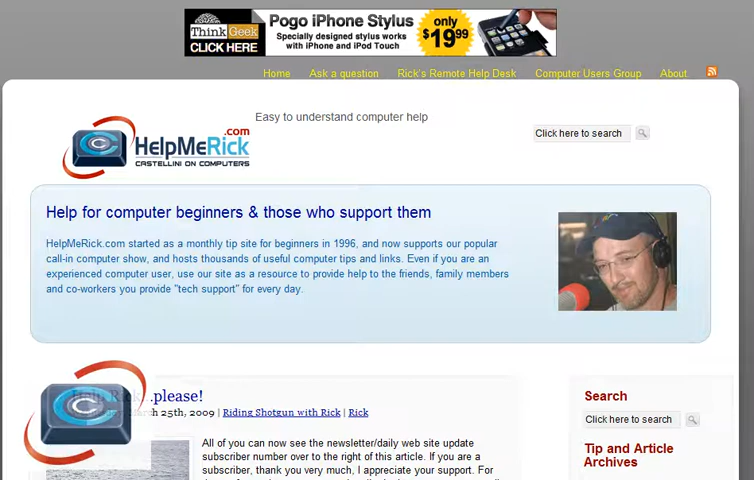 Think Geek
CLICK HERE
Pogo iPhone Stylus
Specially designed stylus works
with iPhone and iPod Touch
only
$19.99
Home Ask a question Rick's Remote Help Desk Computer Users Group About
Easy to understand computer help
HelpMeRick.com
CASTELLINI ON COMPUTERS
Click here to search
Help for computer beginners & those who support them
HelpMeRick.com started as a monthly tip site for beginners in 1996, and now supports our popular
call-in computer show, and hosts thousands of useful computer tips and links. Even if you are an
experienced computer user, use our site as a resource to provide help to the friends, family members
and co-workers you provide "tech support" for every day.
C
Help Rick...please!
March 25th, 2009 | Riding Shotgun with Rick | Rick
All of you can now see the newsletter/daily web site update
subscriber number over to the right of this article. If you are a
subscriber, thank you very much, I appreciate your support. For
Search
Click here to search
Tip and Article
Archives